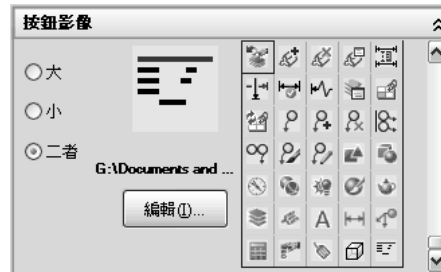 按鈕影像
大
小
二者
G:\Documents and ...
編輯(I)...